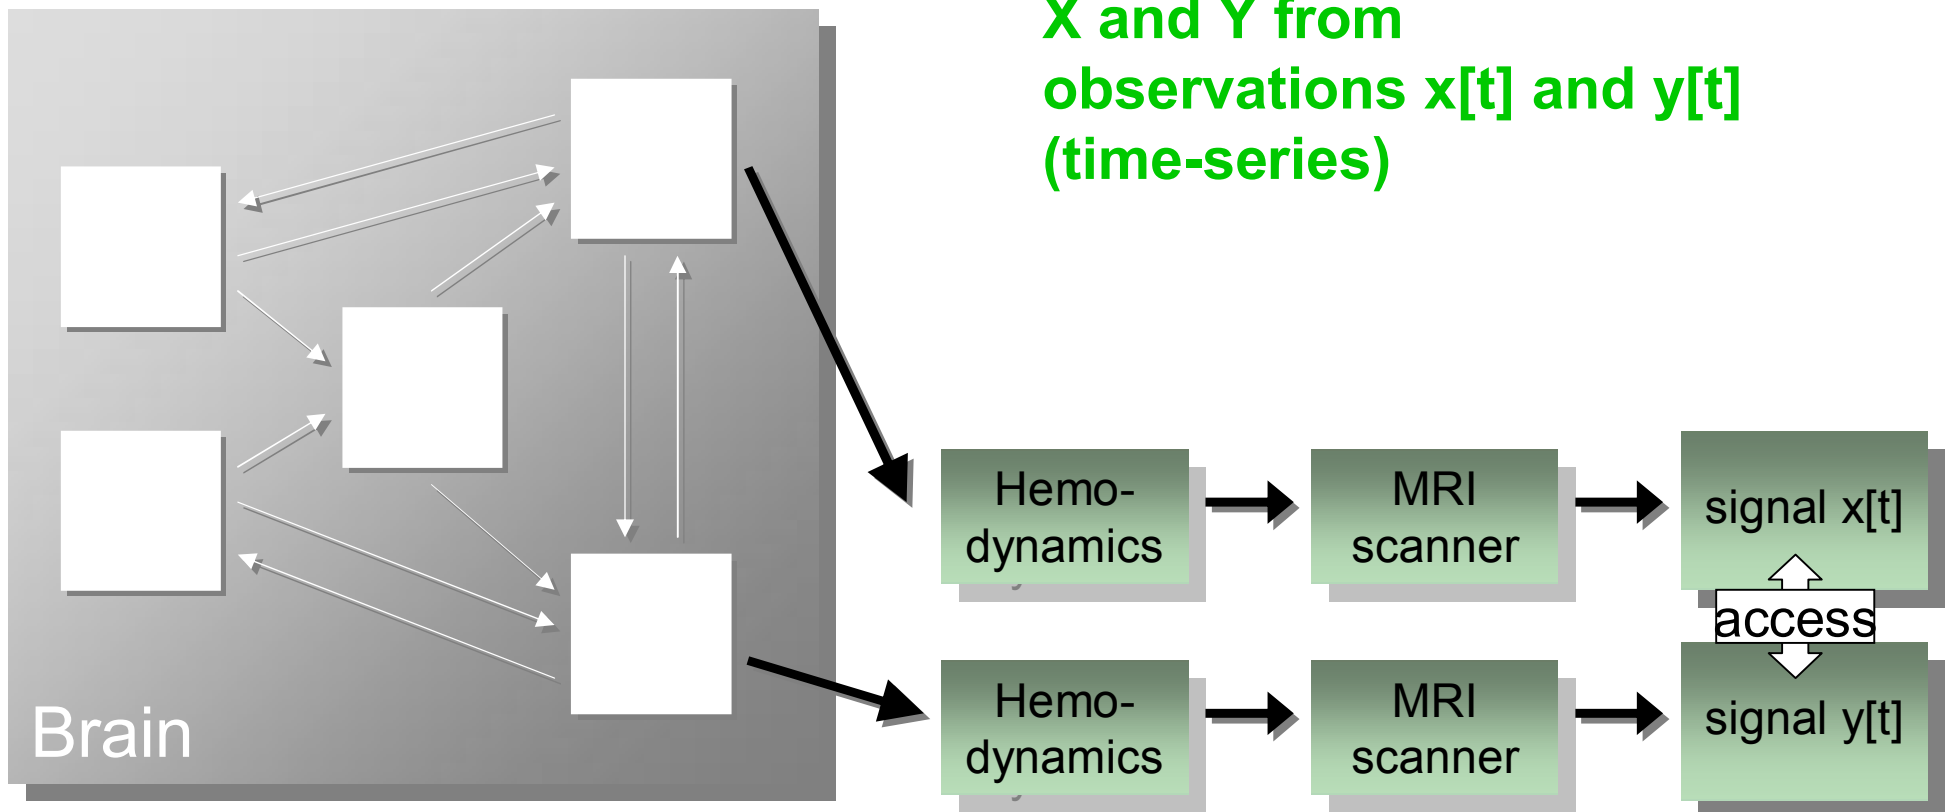 X and Y from
observations x[t] and y[t]
(time-series)
Hemo-
dynamics
MRI
scanner
signal x[t]
access
Hemo-
dynamics
MRI
scanner
signal y[t]
Brain